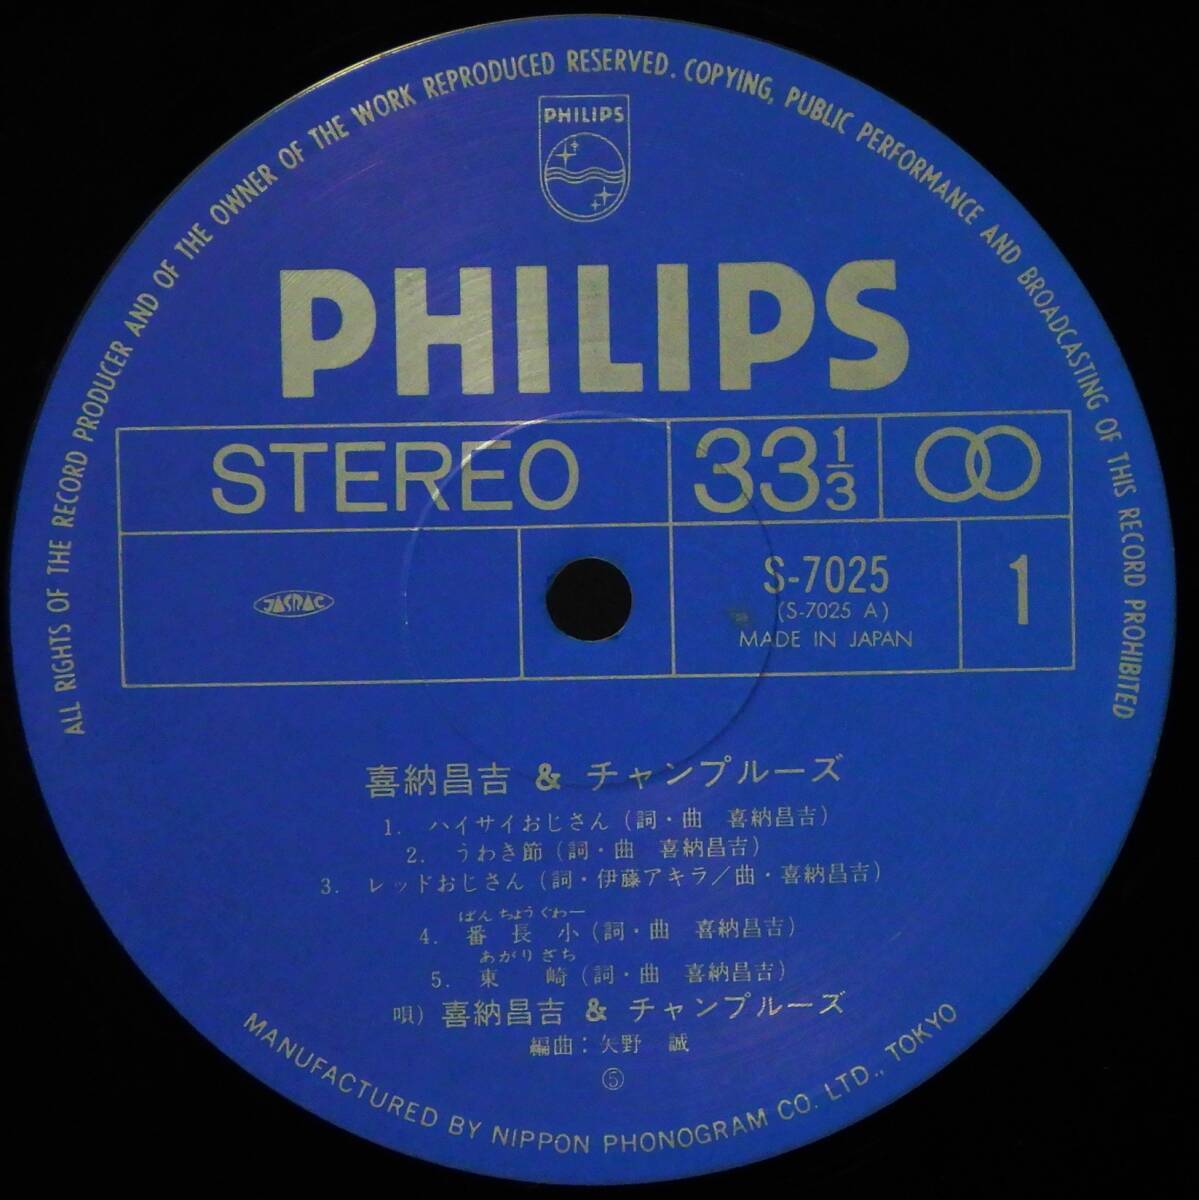 ALL RIGHTS OF THE RECORD PRODUCER AND OF THE OWNER OF THE WORK REPRODUCED RESERVED. COPYING, PUBLIC PERFORMANCE AND BROADCASTING OF THIS RECORD PROHIBITED
PHILIPS
PHILIPS
STEREO 33 1/3
JASRAC
S-7025
(S-7025 A)
MADE IN JAPAN
1
喜納昌吉 & チャンプルーズ
1. ハイサイおじさん (詞・曲 喜納昌吉)
2. うわき節 (詞・曲 喜納昌吉)
3. レッドおじさん (詞・伊藤アキラ/曲・喜納昌吉)
ばんちょうぐわー
4. 番長小 (詞・曲 喜納昌吉)
あがりざち
5. 東崎 (詞・曲 喜納昌吉)
唄) 喜納昌吉 & チャンプルーズ
編曲: 矢野 誠
⑤
MANUFACTURED BY NIPPON PHONOGRAM CO. LTD., TOKYO